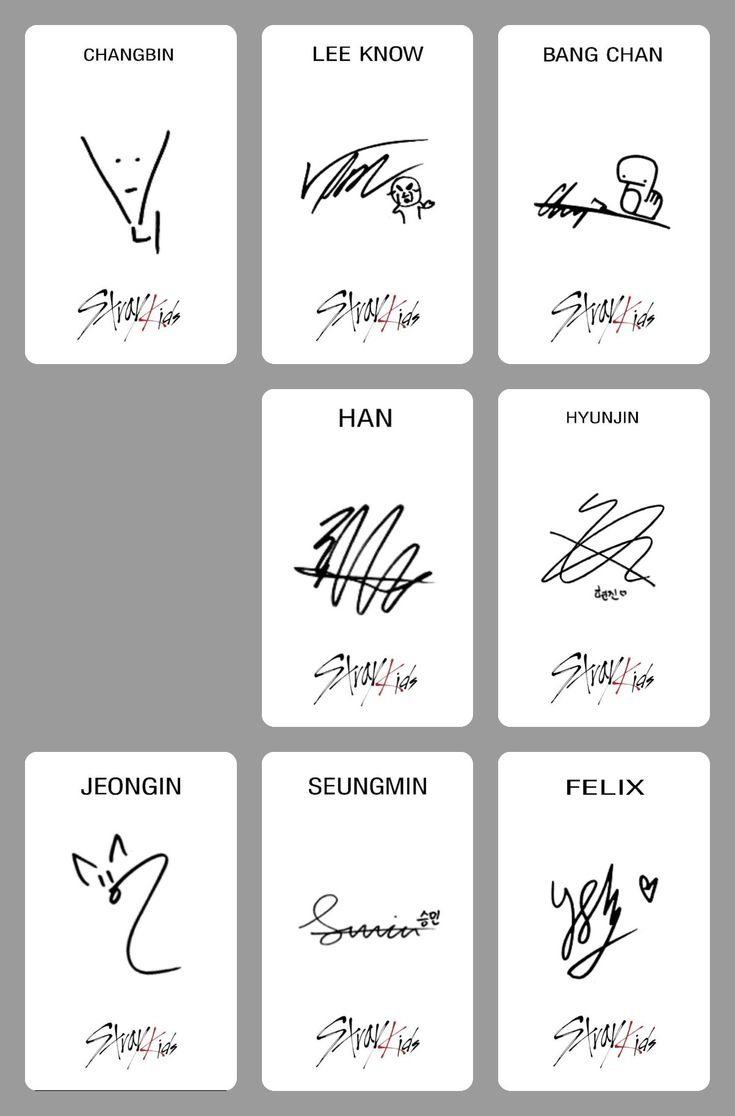 CHANGBIN
LEE KNOW
BANG CHAN
Stray Kids
Stray Kids
Stray Kids
HAN
HYUNJIN
현진♡
Stray Kids
Stray Kids
JEONGIN
SEUNGMIN
FELIX
Smin 승민
Stray Kids
Stray Kids
Stray Kids